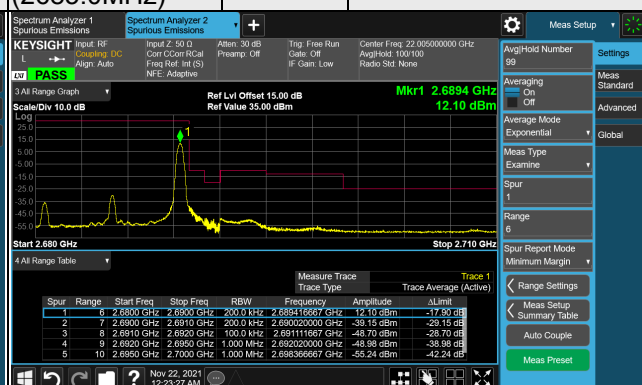 (2685.0MHz)
Spectrum Analyzer 1
Spurious Emissions
Spectrum Analyzer 2
Spurious Emissions
Meas Setup
KEYSIGHT
Input: RF
Coupling: DC
Align: Auto
Input Z: 50 Ω
Corr CCorr RCal
Freq Ref: Int (S)
NFE: Adaptive
Atten: 30 dB
Preamp: Off
Trig: Free Run
Gate: Off
IF Gain: Low
Center Freq: 22.005000000 GHz
Avg|Hold: 100/100
Radio Std: None
L
LXI PASS
3 All Range Graph
Scale/Div 10.0 dB
Ref Lvl Offset 15.00 dB
Ref Value 35.00 dBm
Mkr1 2.6894 GHz
12.10 dBm
Log
25.0
15.0
5.00
-5.00
-15.0
-25.0
-35.0
-45.0
-55.0
1
Start 2.680 GHz
Stop 2.710 GHz
4 All Range Table
Measure Trace Trace 1
Trace Type Trace Average (Active)
Spur Range Start Freq Stop Freq RBW Frequency Amplitude ΔLimit
1 6 2.6800 GHz 2.6900 GHz 200.0 kHz 2.689416667 GHz 12.10 dBm -17.90 dB
2 7 2.6900 GHz 2.6910 GHz 200.0 kHz 2.690020000 GHz -39.15 dBm -29.15 dB
3 8 2.6910 GHz 2.6920 GHz 100.0 kHz 2.691111667 GHz -48.70 dBm -28.70 dB
4 9 2.6920 GHz 2.6950 GHz 1.000 MHz 2.692020000 GHz -48.98 dBm -38.98 dB
5 10 2.6950 GHz 2.7000 GHz 1.000 MHz 2.698366667 GHz -55.24 dBm -42.24 dB
Nov 22, 2021
12:23:27 AM
Avg|Hold Number
99
Averaging
On
Off
Average Mode
Exponential
Meas Type
Examine
Spur
1
Range
6
Spur Report Mode
Minimum Margin
Range Settings
Meas Setup
Summary Table
Auto Couple
Meas Preset
Settings
Meas
Standard
Advanced
Global